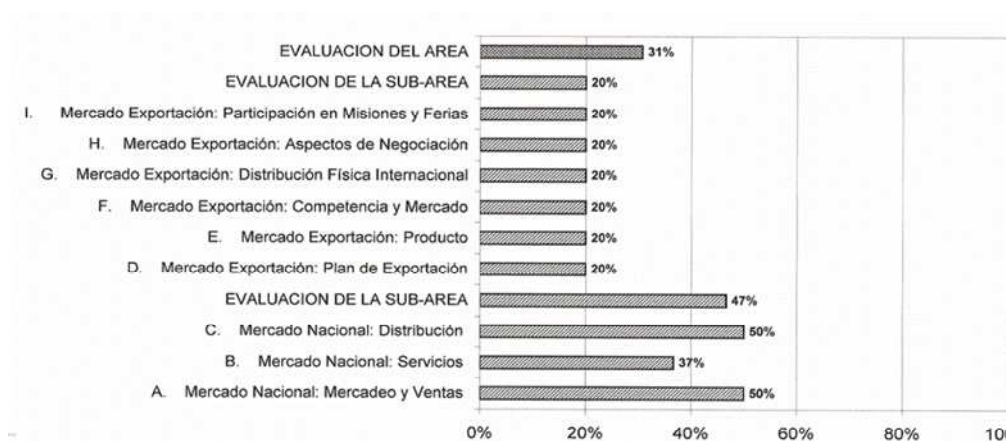 EVALUACION DEL AREA 31%
EVALUACION DE LA SUB-AREA 20%
I. Mercado Exportación: Participación en Misiones y Ferias 20%
H. Mercado Exportación: Aspectos de Negociación 20%
G. Mercado Exportación: Distribución Física Internacional 20%
F. Mercado Exportación: Competencia y Mercado 20%
E. Mercado Exportación: Producto 20%
D. Mercado Exportación: Plan de Exportación 20%
EVALUACION DE LA SUB-AREA 47%
C. Mercado Nacional: Distribución 50%
B. Mercado Nacional: Servicios 37%
A. Mercado Nacional: Mercadeo y Ventas 50%
0% 20% 40% 60% 80% 100